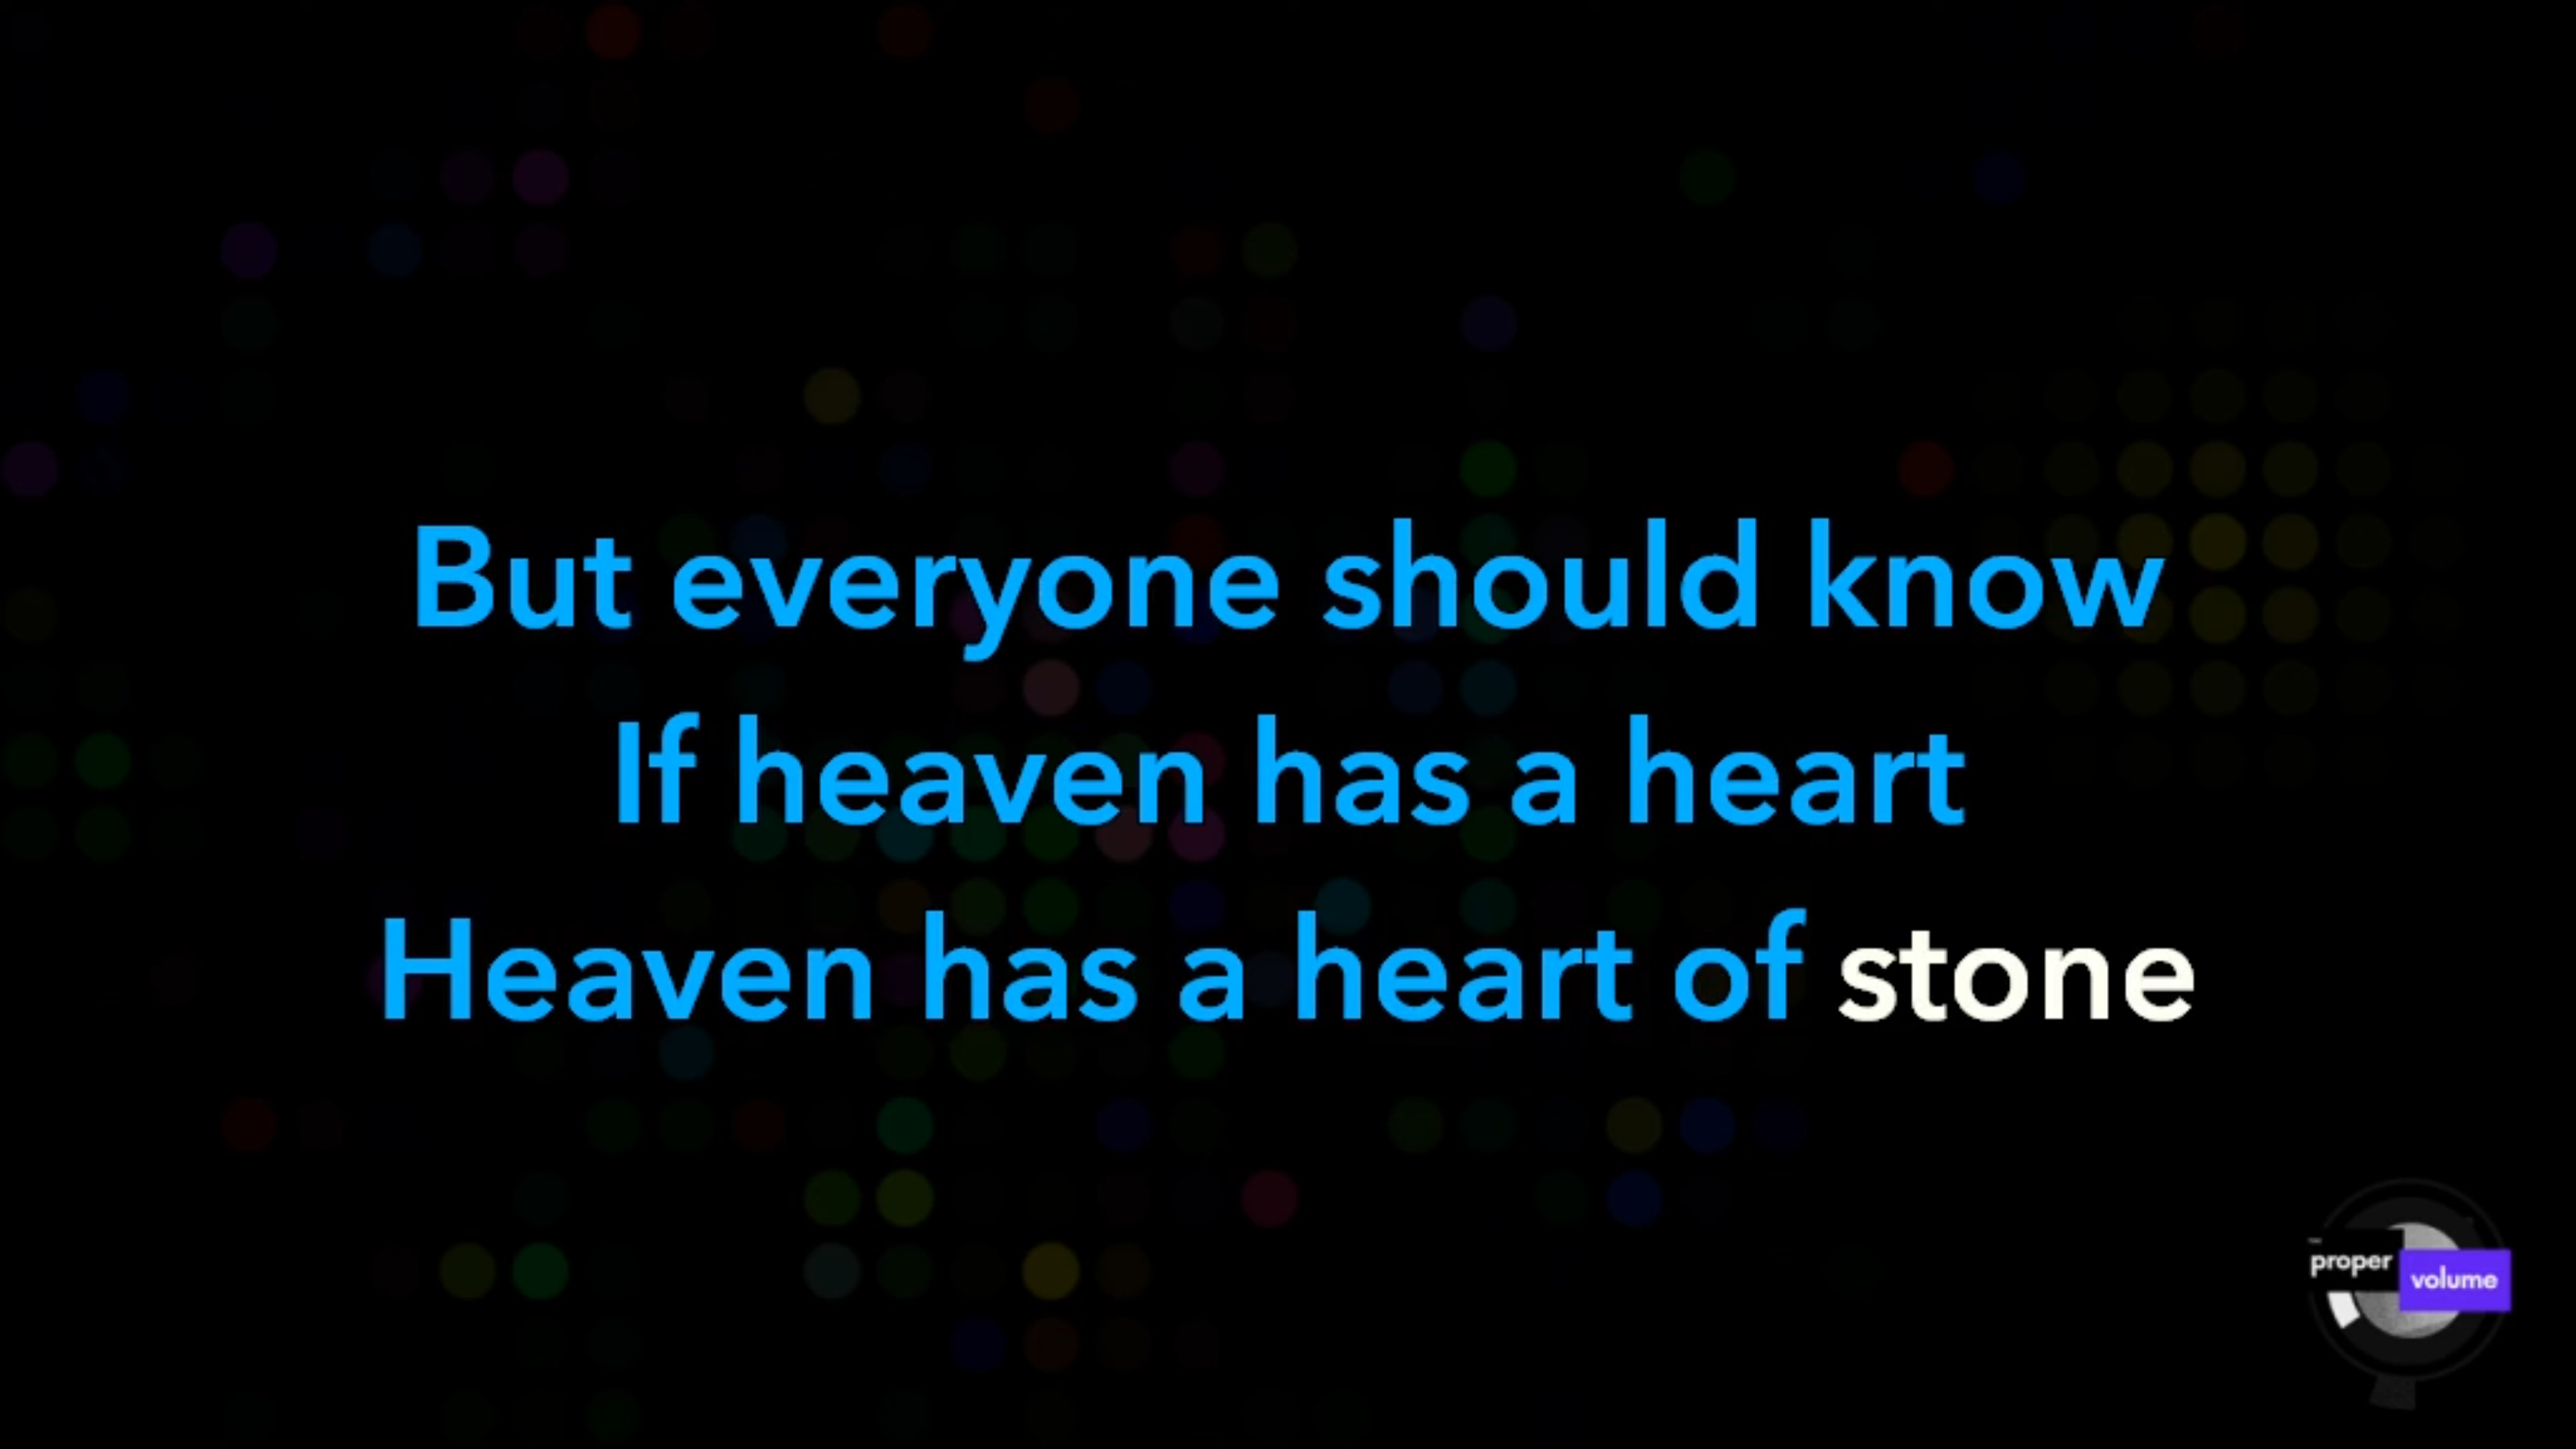 But everyone should know
If heaven has a heart
Heaven has a heart of stone
proper
volume